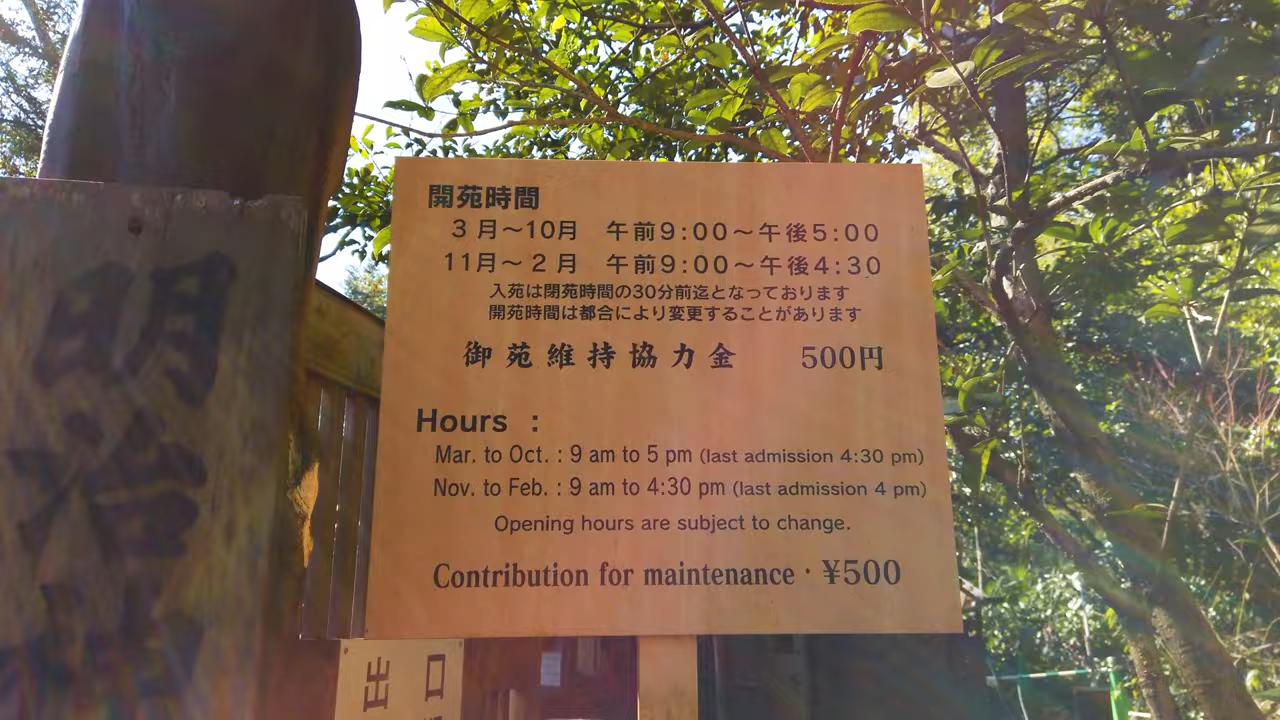 開苑時間
3月～10月 午前9:00～午後5:00
11月～2月 午前9:00～午後4:30
入苑は閉苑時間の30分前迄となっております
開苑時間は都合により変更することがあります
御苑維持協力金 500円
Hours :
Mar. to Oct. : 9 am to 5 pm (last admission 4:30 pm)
Nov. to Feb. : 9 am to 4:30 pm (last admission 4 pm)
Opening hours are subject to change.
Contribution for maintenance・¥500
明治
出口